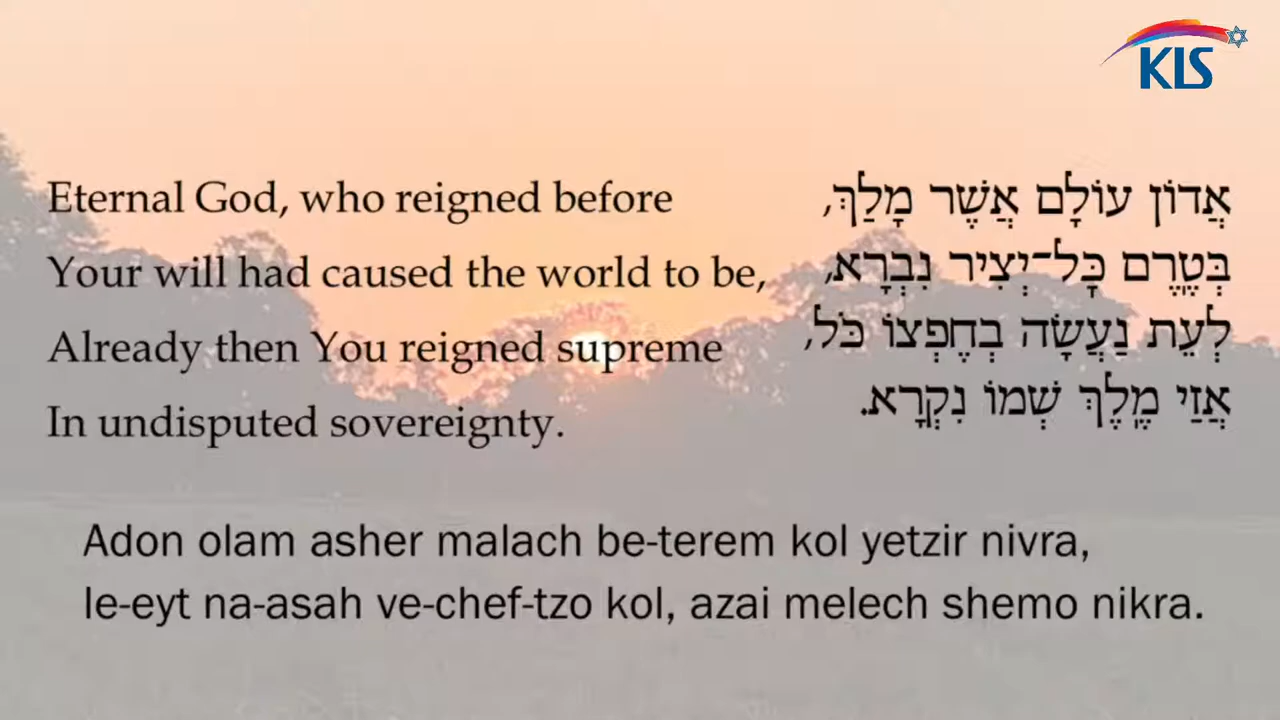 KLS
Eternal God, who reigned before
Your will had caused the world to be,
Already then You reigned supreme
In undisputed sovereignty.
אֲדוֹן עוֹלָם אֲשֶׁר מָלַךְ,
בְּטֶֽרֶם כָּל־יְצִיר נִבְרָא,
לְעֵת נַעֲשָׂה בְחֶפְצוֹ כֹּל,
אֲזַי מֶֽלֶךְ שְׁמוֹ נִקְרָא.
Adon olam asher malach be-terem kol yetzir nivra,
le-eyt na-asah ve-chef-tzo kol, azai melech shemo nikra.